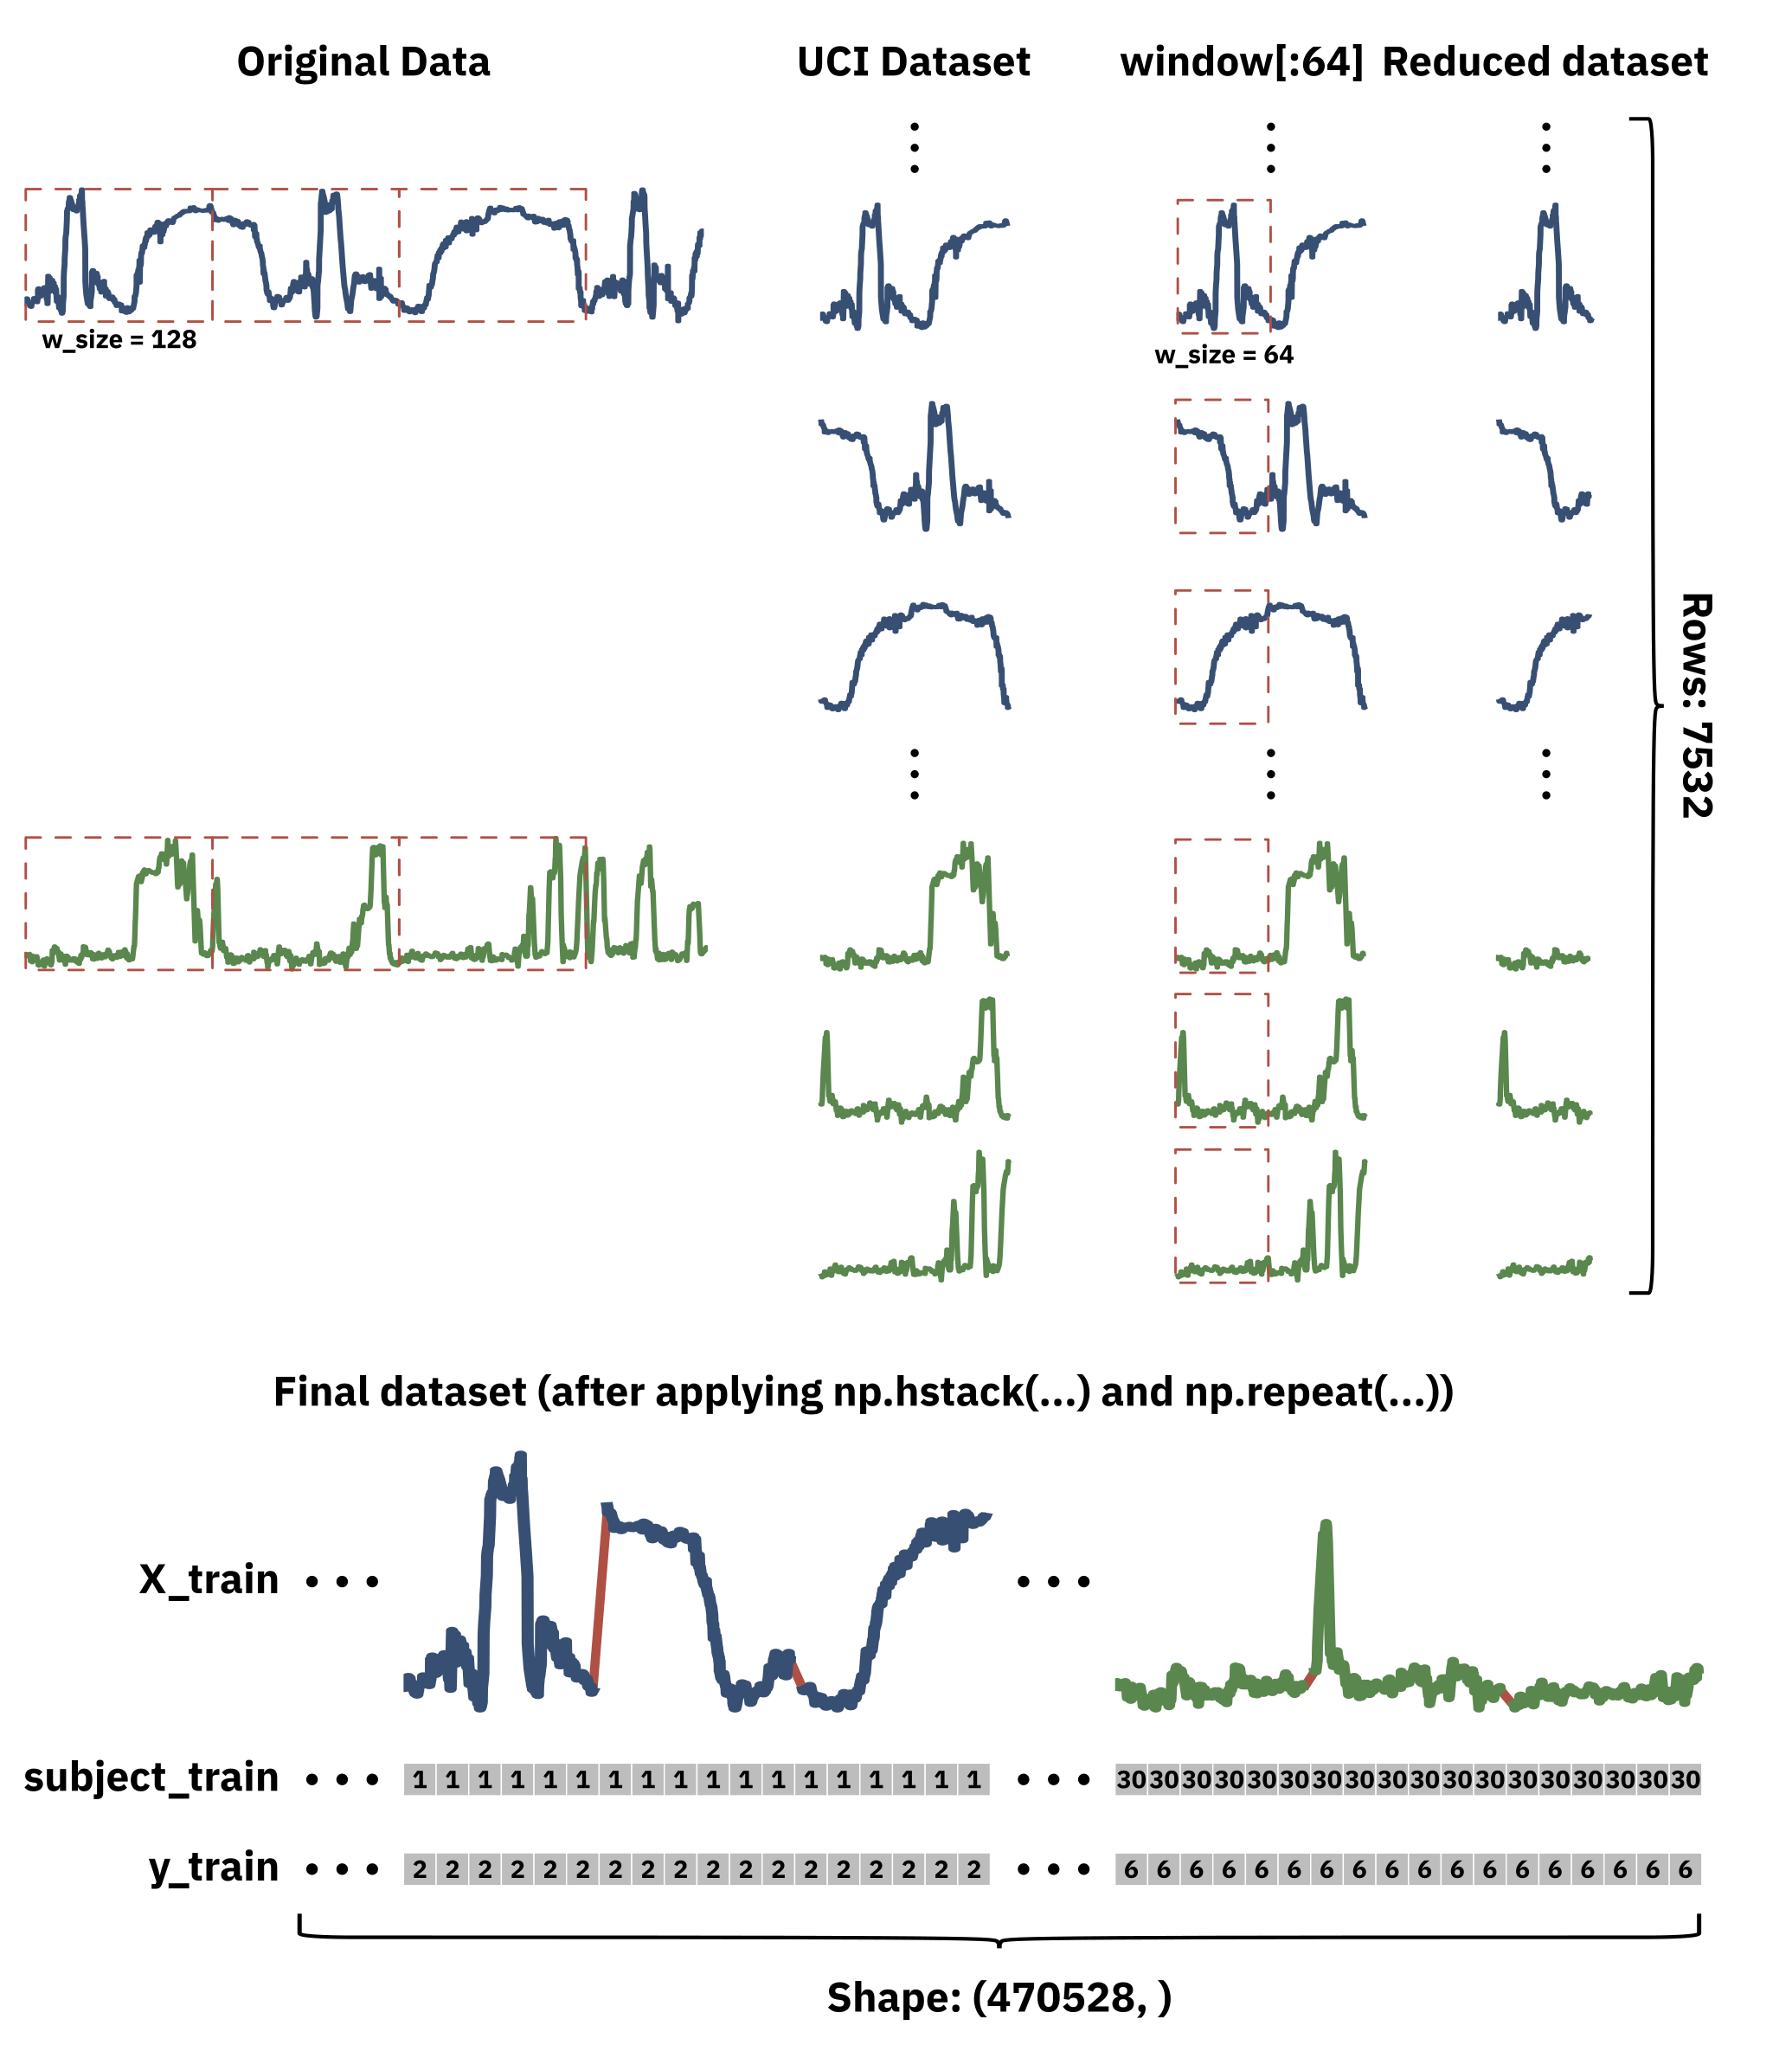 Original Data
UCI Dataset
window[:64]
Reduced dataset
w_size = 128
w_size = 64
Rows: 7532
Final dataset (after applying np.hstack(...) and np.repeat(...))
X_train
subject_train 1 1 1 1 1 1 1 1 1 1 1 1 1 1 1 1 1 1 30 30 30 30 30 30 30 30 30 30 30 30 30 30 30 30 30 30
y_train 2 2 2 2 2 2 2 2 2 2 2 2 2 2 2 2 2 2 6 6 6 6 6 6 6 6 6 6 6 6 6 6 6 6 6 6
Shape: (470528, )